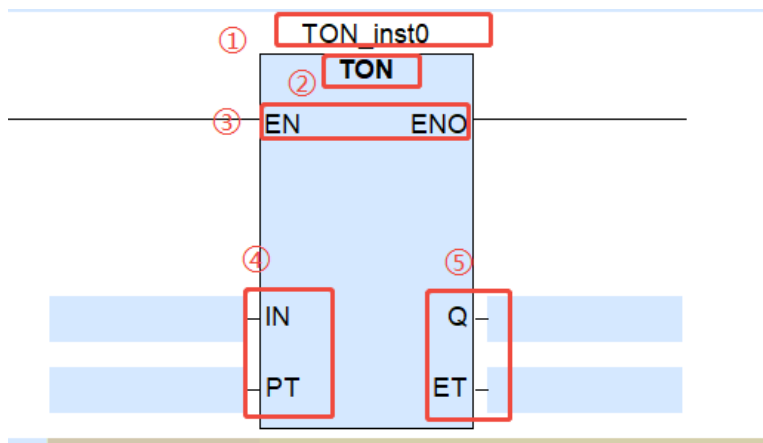 ① TON_inst0
② TON
③ EN ENO
④ ⑤
IN Q
PT ET